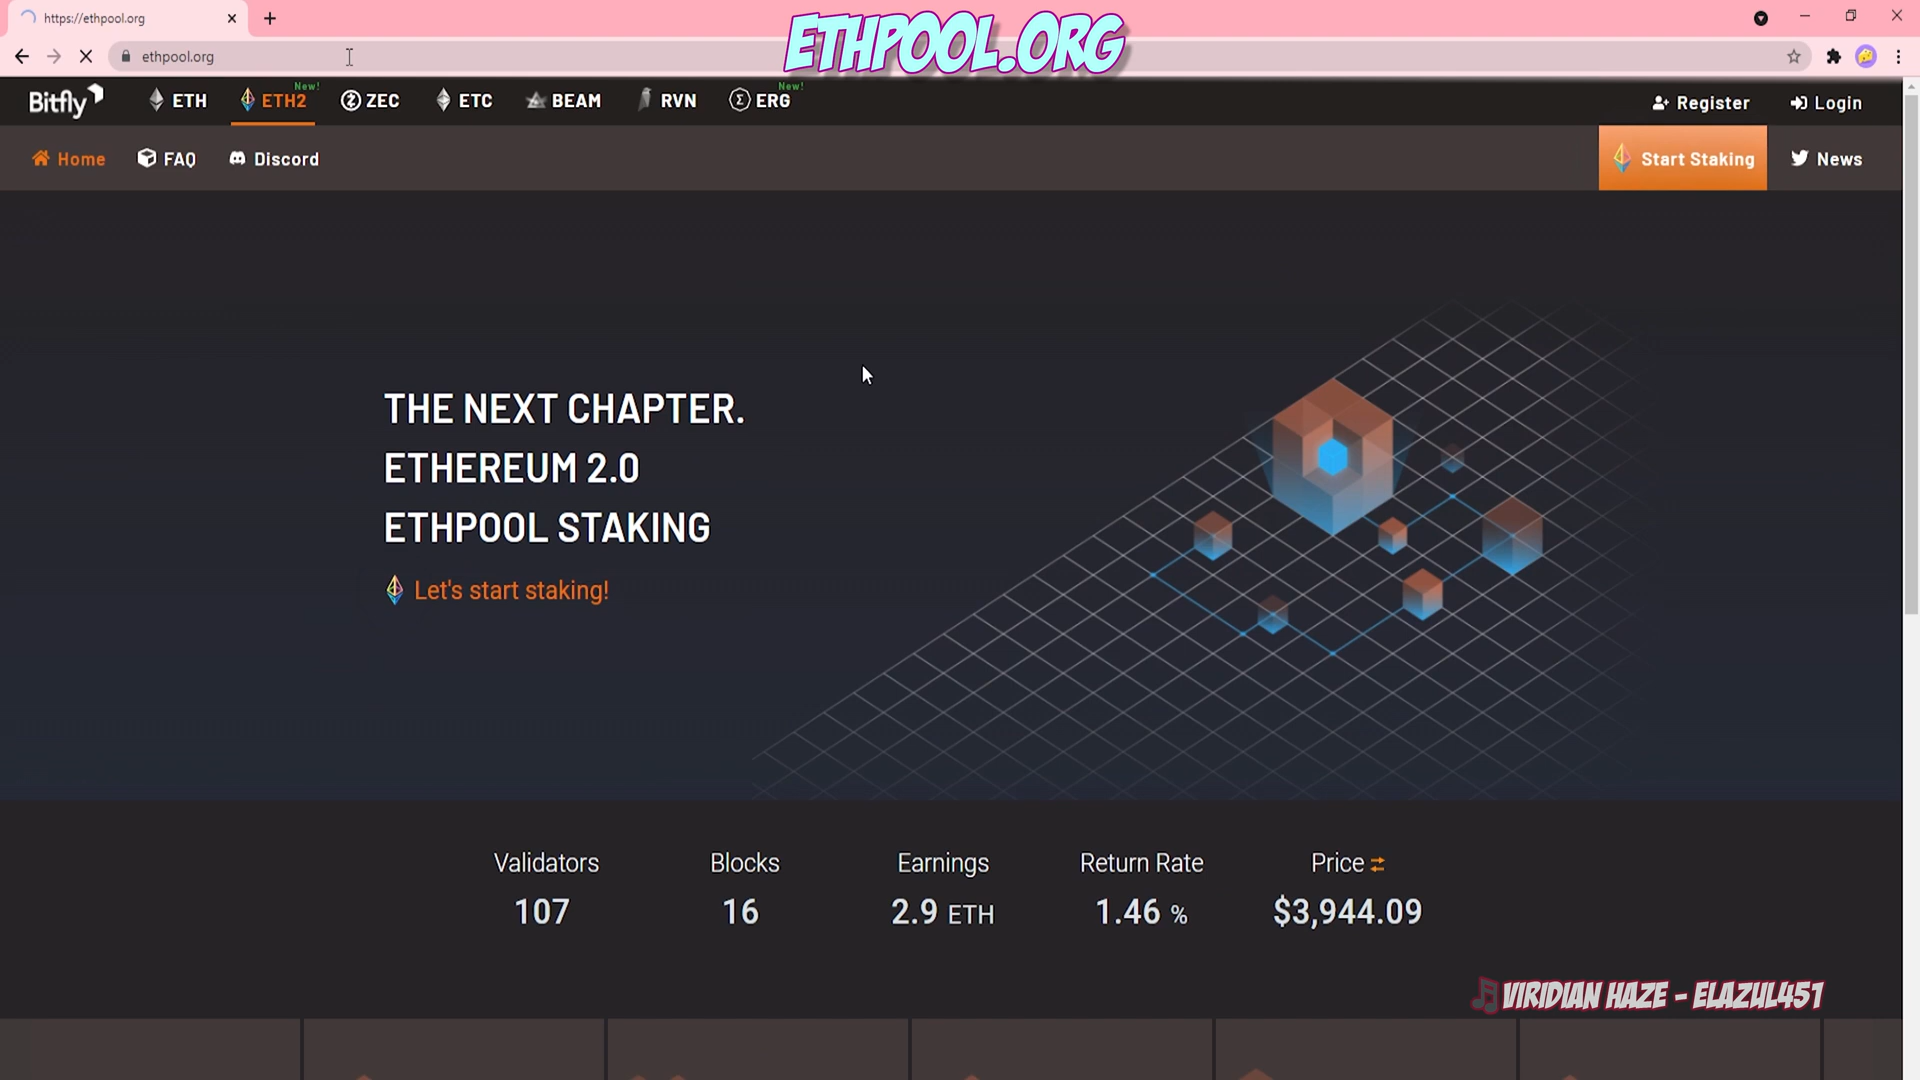 https://ethpool.org
ETHPOOL.ORG
ethpool.org
Bitfly
ETH
ETH2
New!
ZEC
ETC
BEAM
RVN
ERG
New!
Register
Login
Home
FAQ
Discord
Start Staking
News
THE NEXT CHAPTER.
ETHEREUM 2.0
ETHPOOL STAKING
Let's start staking!
Validators
Blocks
Earnings
Return Rate
Price
107
16
2.9 ETH
1.46 %
$3,944.09
VIRIDIAN HAZE - ELAZUL451